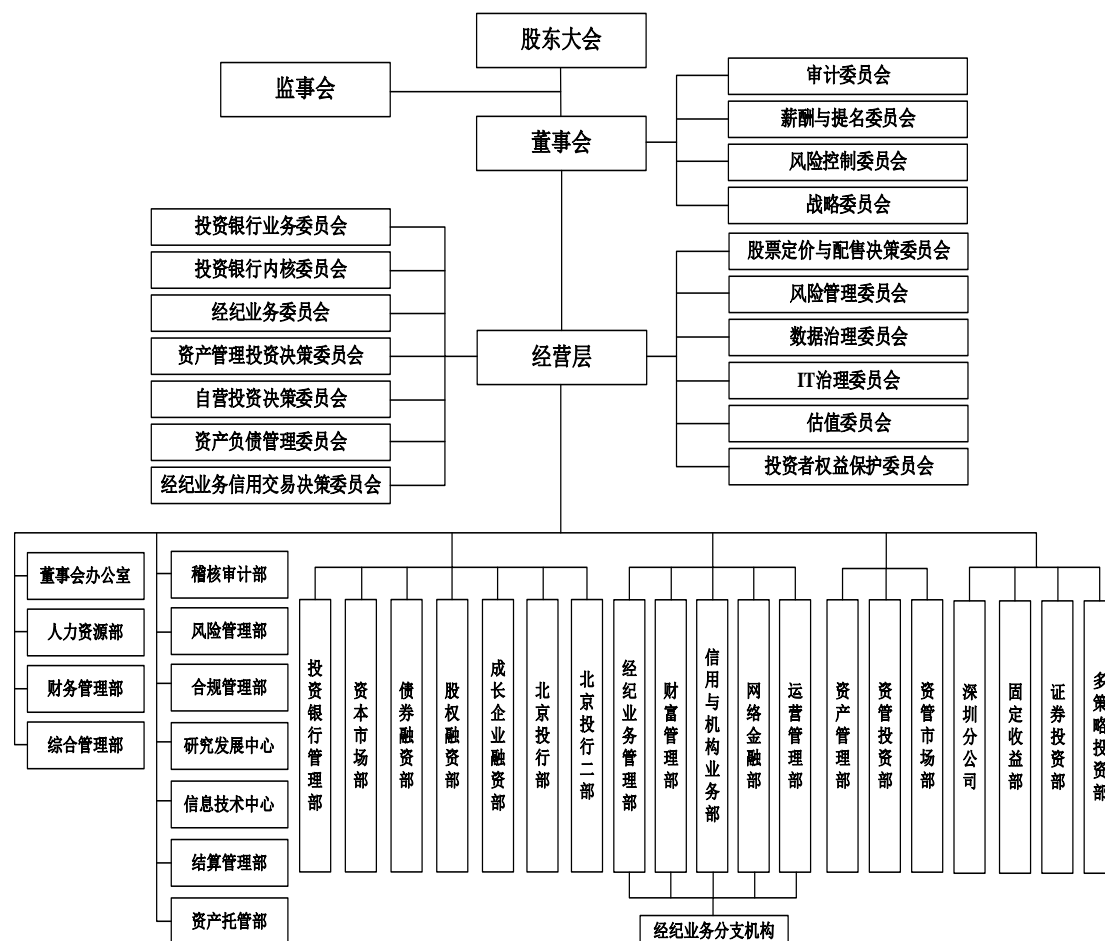 股东大会
监事会
董事会
审计委员会
薪酬与提名委员会
风险控制委员会
战略委员会
投资银行业务委员会
投资银行内核委员会
经纪业务委员会
资产管理投资决策委员会
自营投资决策委员会
资产负债管理委员会
经纪业务信用交易决策委员会
经营层
股票定价与配售决策委员会
风险管理委员会
数据治理委员会
IT治理委员会
估值委员会
投资者权益保护委员会
董事会办公室
人力资源部
财务管理部
综合管理部
稽核审计部
风险管理部
合规管理部
研究发展中心
信息技术中心
结算管理部
资产托管部
投资银行管理部
资本市场部
债券融资部
股权融资部
成长企业融资部
北京投行部
北京投行二部
经纪业务管理部
财富管理部
信用与机构业务部
网络金融部
运营管理部
资产管理部
资管投资部
资管市场部
深圳分公司
固定收益部
证券投资部
多策略投资部
经纪业务分支机构